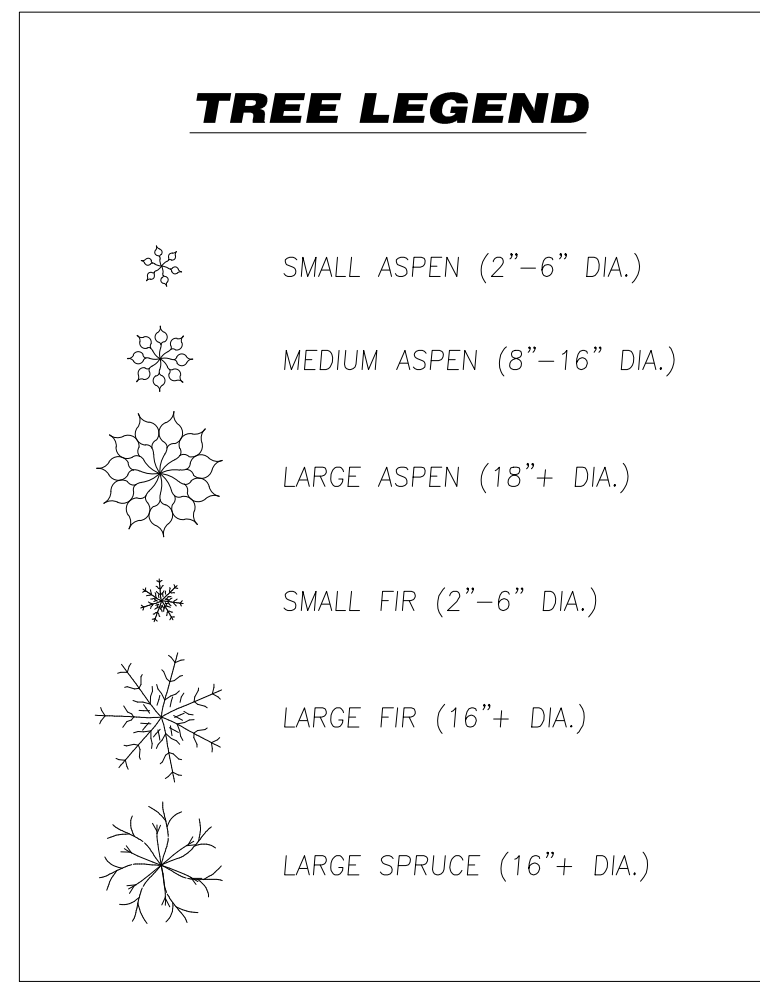 TREE LEGEND
SMALL ASPEN (2"–6" DIA.)
MEDIUM ASPEN (8"–16" DIA.)
LARGE ASPEN (18"+ DIA.)
SMALL FIR (2"–6" DIA.)
LARGE FIR (16"+ DIA.)
LARGE SPRUCE (16"+ DIA.)